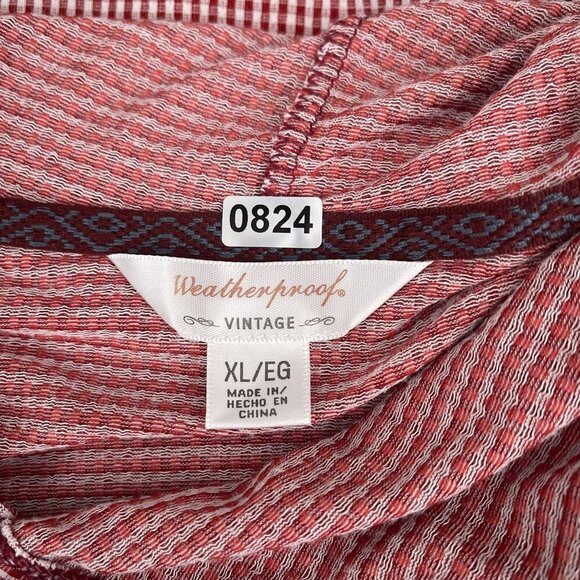 0824
Weatherproof®
VINTAGE
XL/EG
MADE IN/
HECHO EN
CHINA